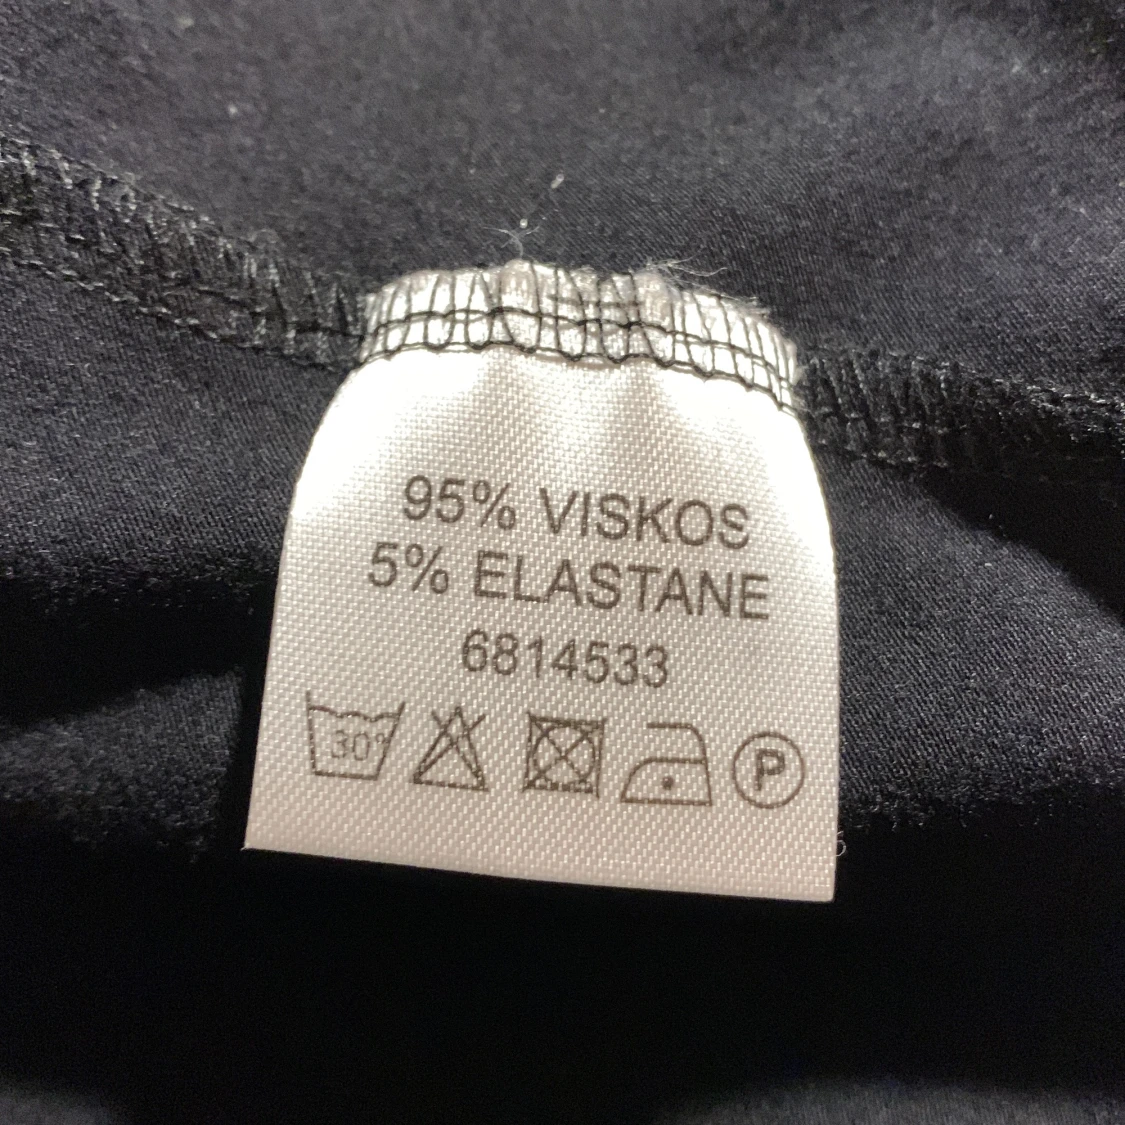 95% VISKOS
5% ELASTANE
6814533
30° P